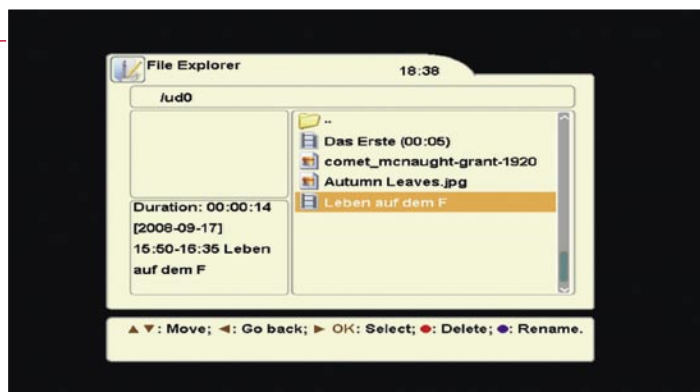 File Explorer
18:38
/ud0
..
Das Erste (00:05)
comet_mcnaught-grant-1920
Autumn Leaves.jpg
Leben auf dem F
Duration: 00:00:14
[2008-09-17]
15:50-16:35 Leben
auf dem F
▲▼: Move; ◄: Go back; ► OK: Select; ●: Delete; ●: Rename.